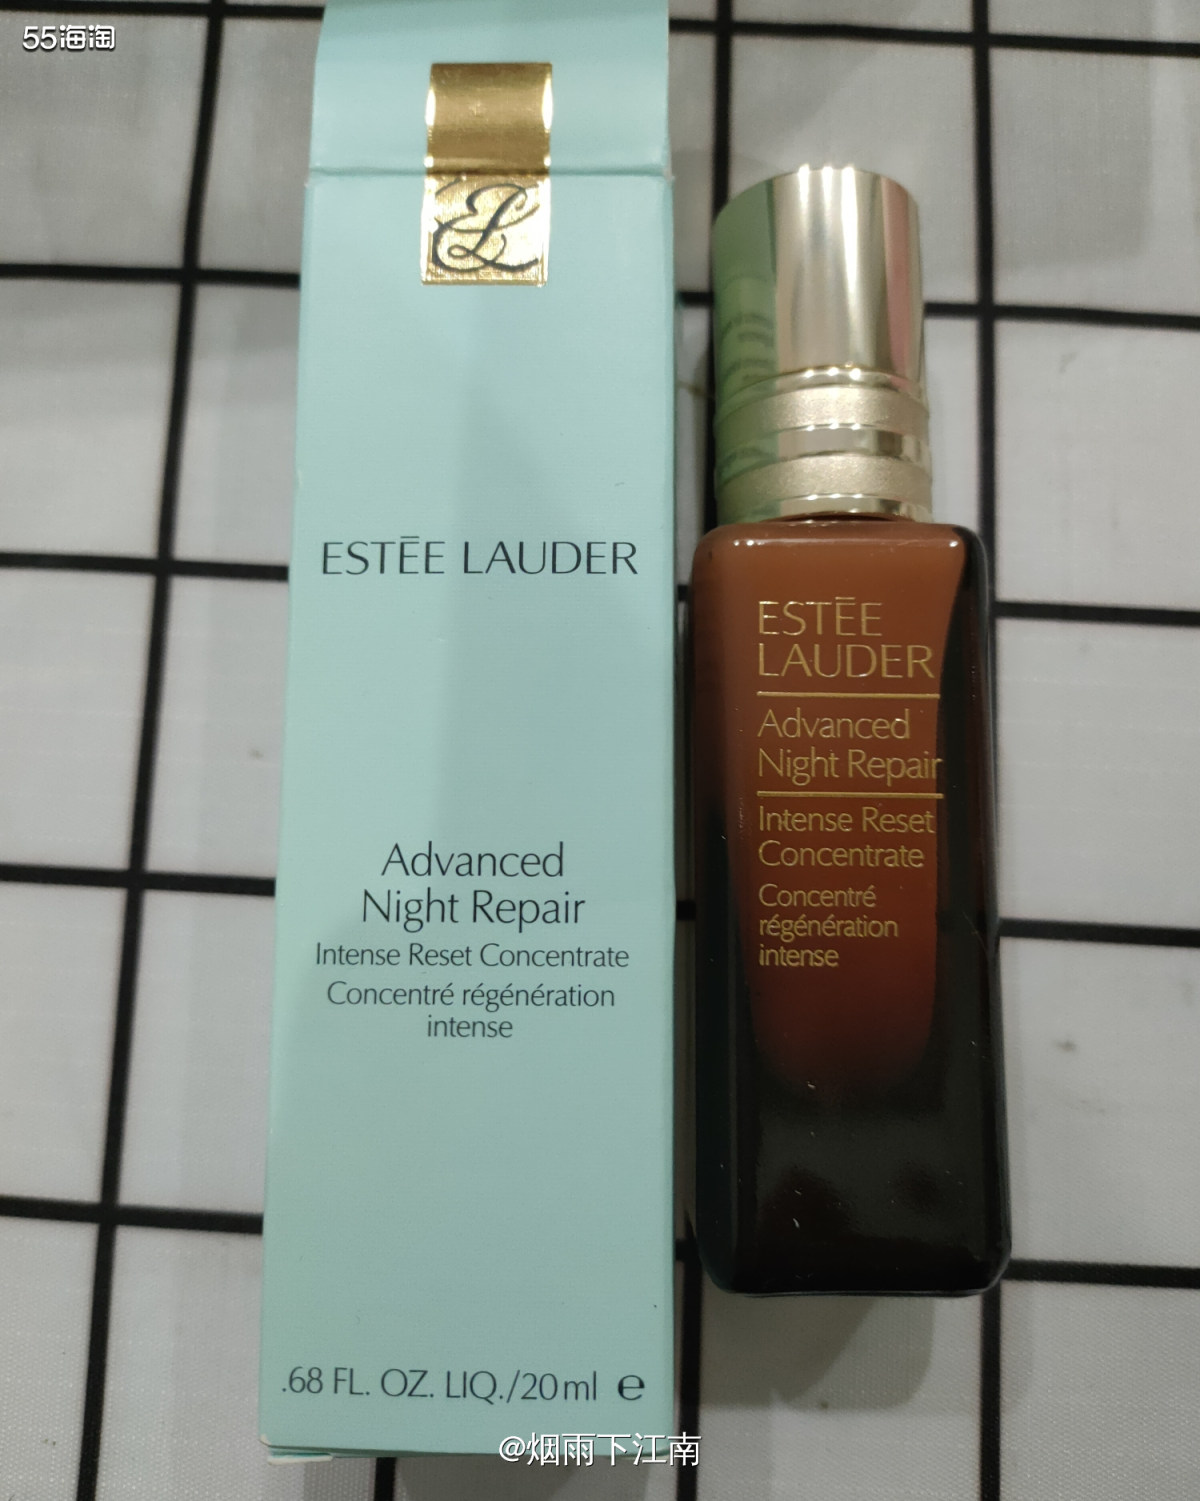 55海淘
EL
ESTĒE LAUDER
Advanced
Night Repair
Intense Reset Concentrate
Concentré régénération
intense
.68 FL. OZ. LIQ./20ml ℮
ESTĒE
LAUDER
Advanced
Night Repair
Intense Reset
Concentrate
Concentré
régénération
intense
@烟雨下江南